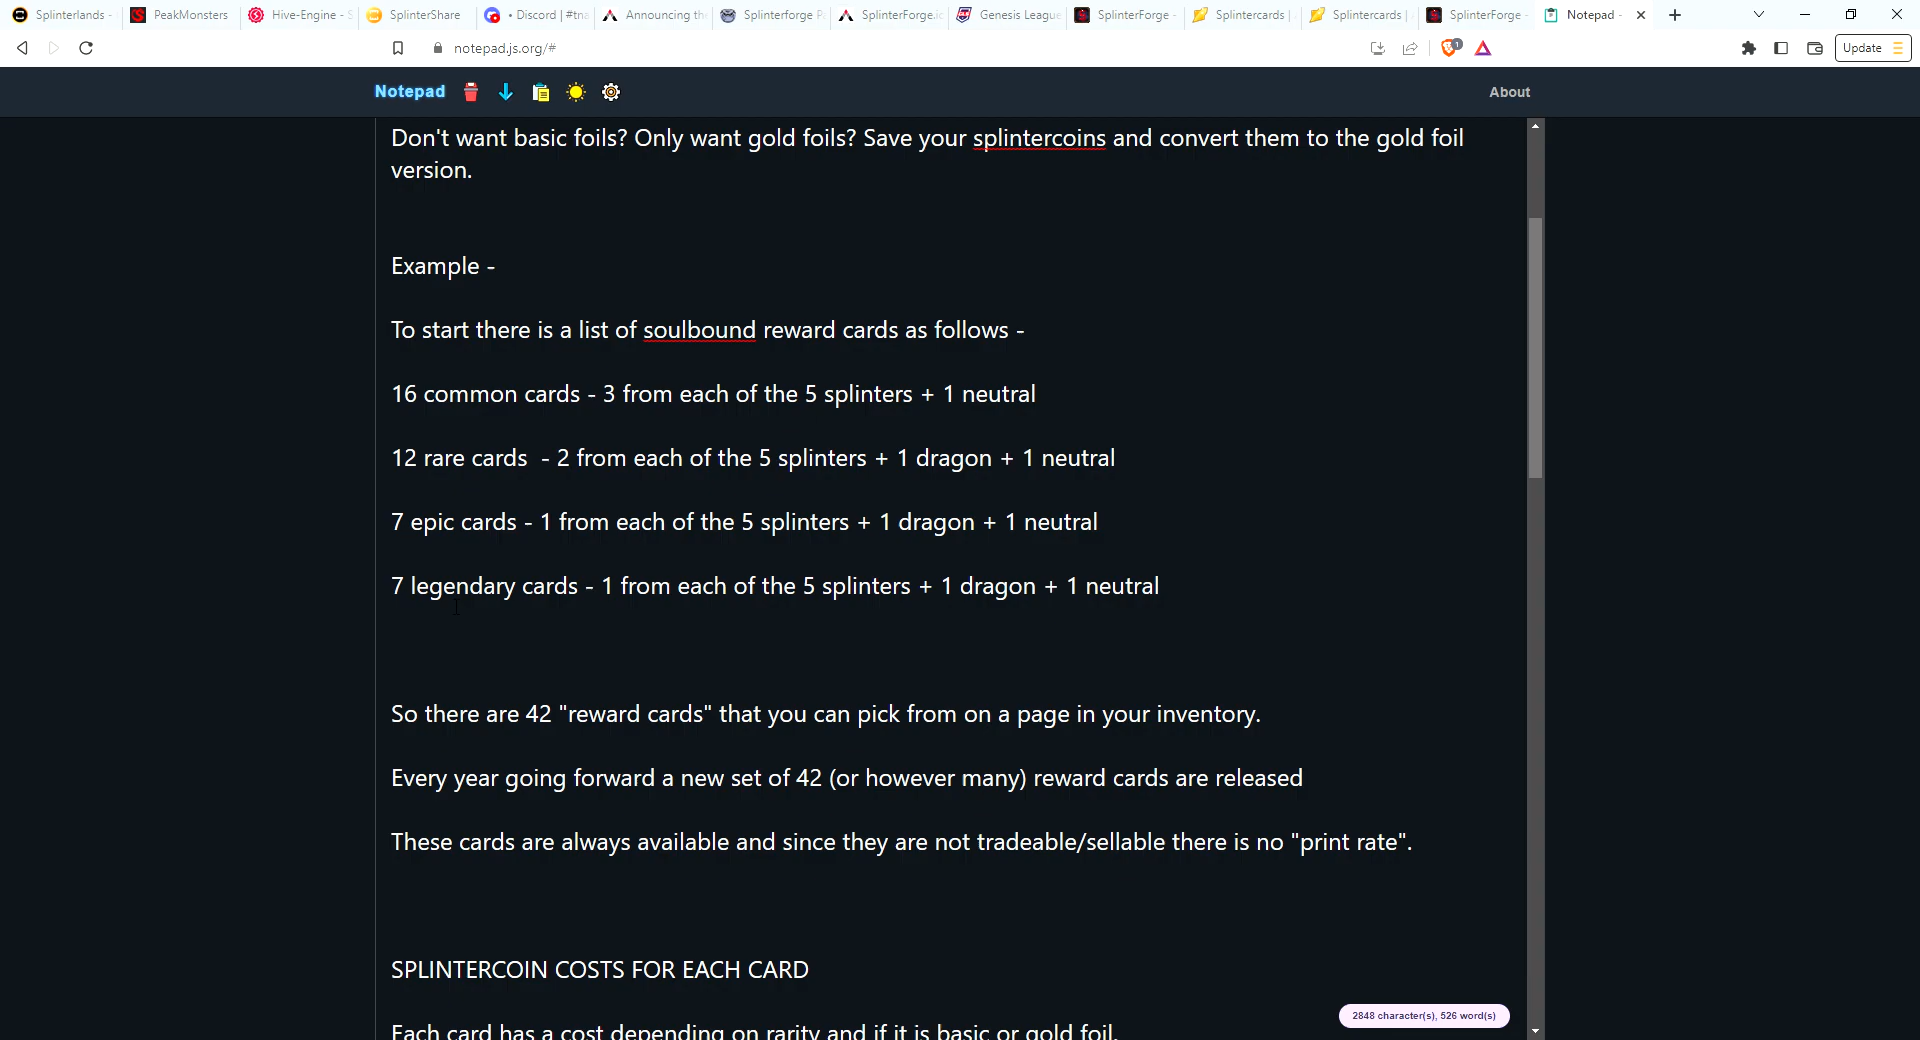 Splinterlands -
PeakMonsters
Hive-Engine - S
SplinterShare
• Discord | #tna
Announcing th
Splinterforge P
SplinterForge.io
Genesis League
SplinterForge -
Splintercards |
Splintercards |
SplinterForge -
Notepad -
notepad.js.org/#
1
Update
Notepad
About
Don't want basic foils? Only want gold foils? Save your splintercoins and convert them to the gold foil
version.
Example -
To start there is a list of soulbound reward cards as follows -
16 common cards - 3 from each of the 5 splinters + 1 neutral
12 rare cards  - 2 from each of the 5 splinters + 1 dragon + 1 neutral
7 epic cards - 1 from each of the 5 splinters + 1 dragon + 1 neutral
7 legendary cards - 1 from each of the 5 splinters + 1 dragon + 1 neutral
So there are 42 "reward cards" that you can pick from on a page in your inventory.
Every year going forward a new set of 42 (or however many) reward cards are released
These cards are always available and since they are not tradeable/sellable there is no "print rate".
SPLINTERCOIN COSTS FOR EACH CARD
Each card has a cost depending on rarity and if it is basic or gold foil.
2848 character(s), 526 word(s)